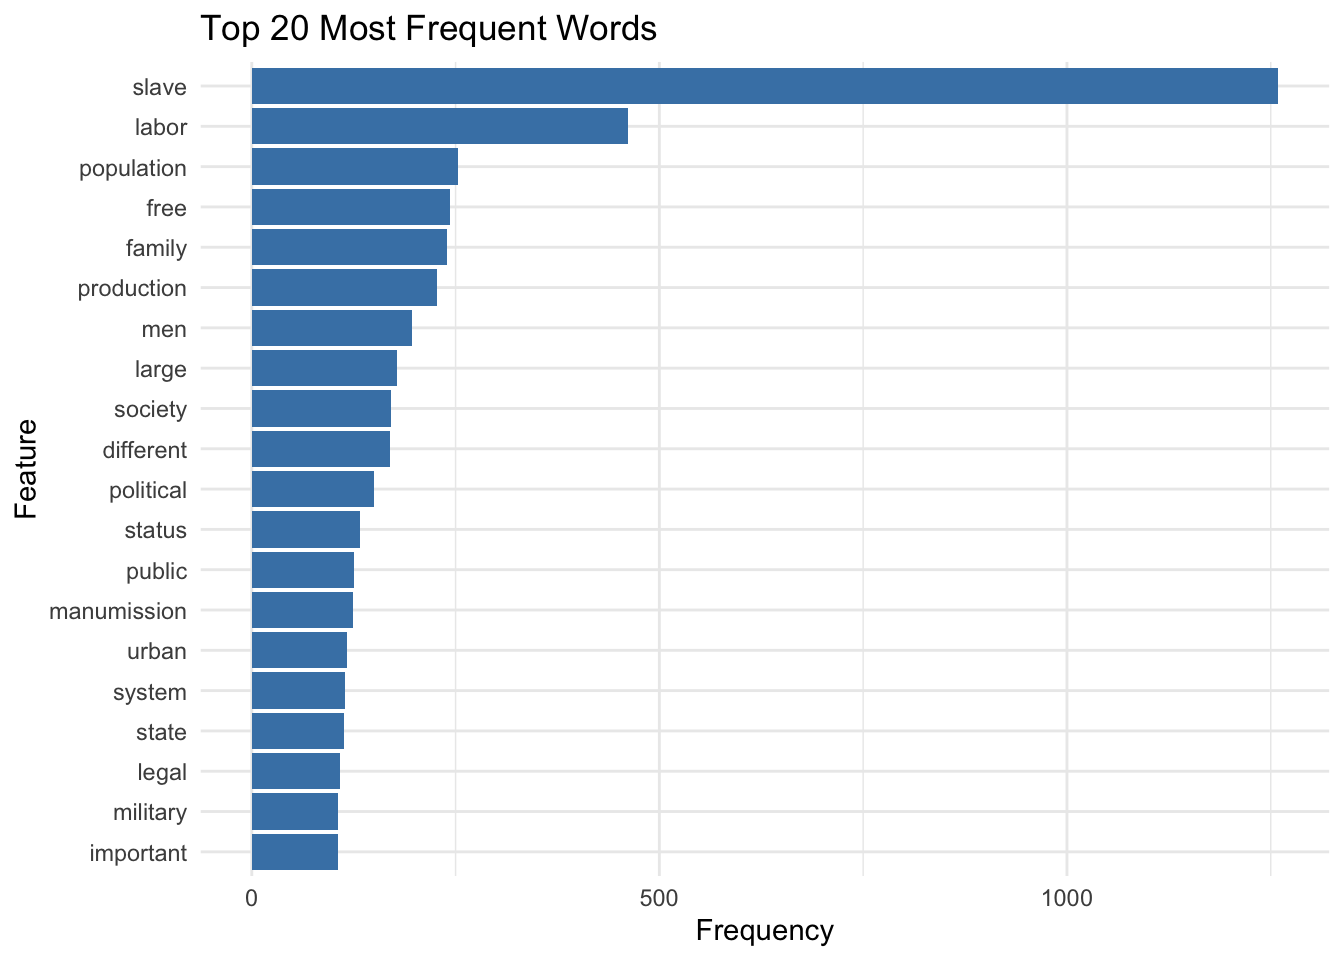 Top 20 Most Frequent Words
slave
labor
population
free
family
production
men
large
society
different
political
status
public
manumission
urban
system
state
legal
military
important
Feature
0 500 1000
Frequency